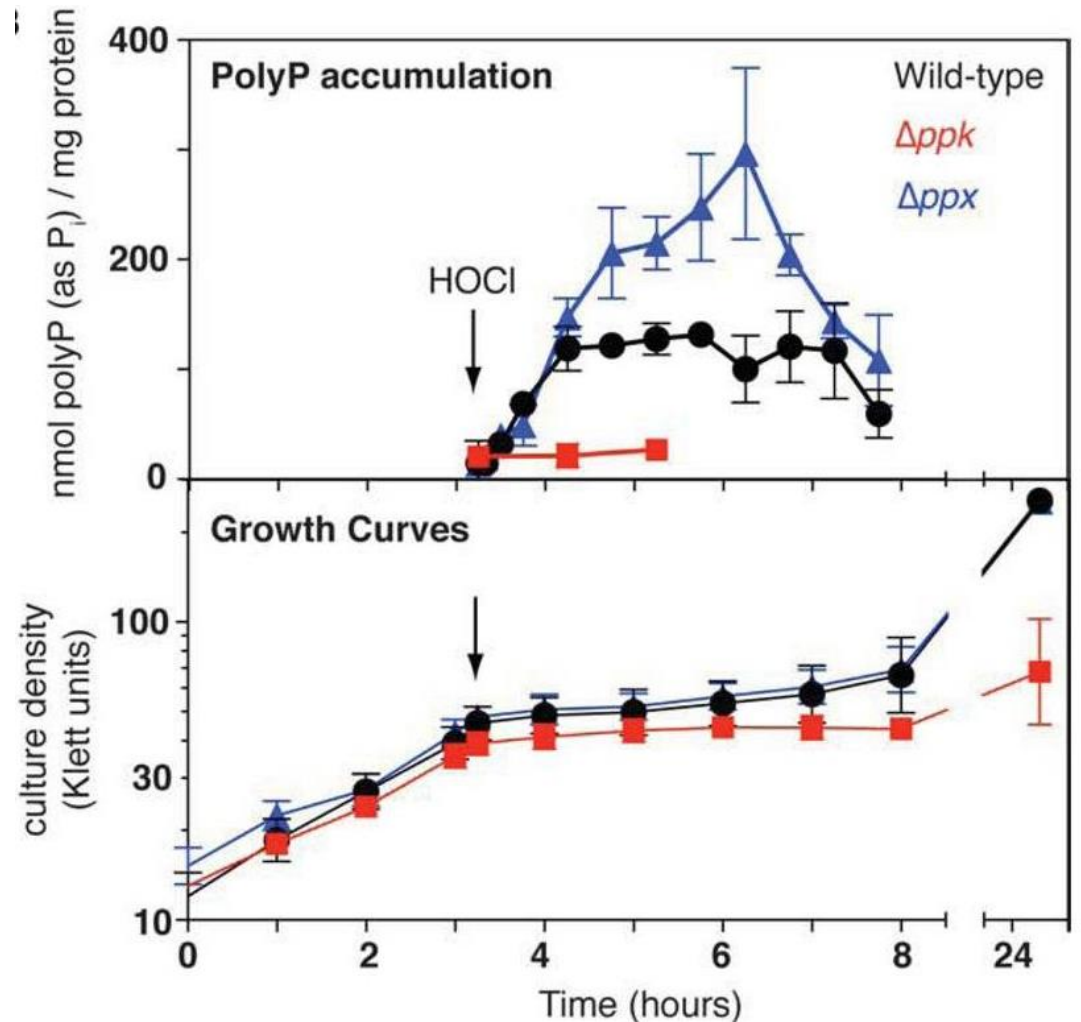 nmol polyP (as Pi) / mg protein
400
200
0
PolyP accumulation
Wild-type
Δppk
Δppx
HOCl
Growth Curves
culture density
(Klett units)
100
30
10
0 2 4 6 8 24
Time (hours)